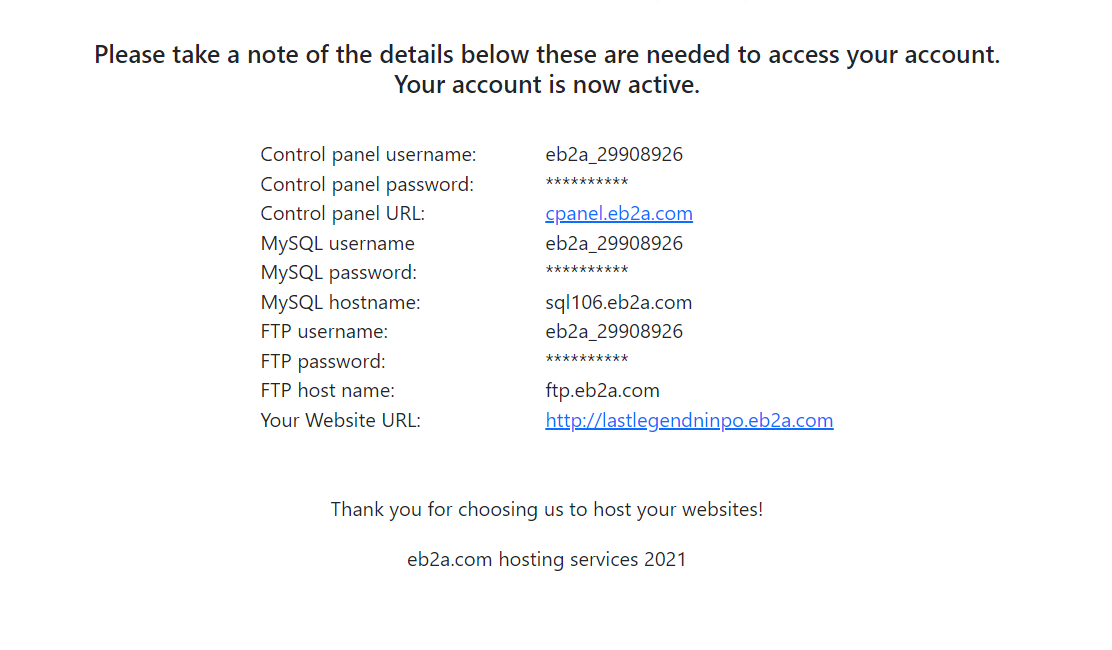 Please take a note of the details below these are needed to access your account.
Your account is now active.
Control panel username: eb2a_29908926
Control panel password: **********
Control panel URL: cpanel.eb2a.com
MySQL username eb2a_29908926
MySQL password: **********
MySQL hostname: sql106.eb2a.com
FTP username: eb2a_29908926
FTP password: **********
FTP host name: ftp.eb2a.com
Your Website URL: http://lastlegendninpo.eb2a.com
Thank you for choosing us to host your websites!
eb2a.com hosting services 2021